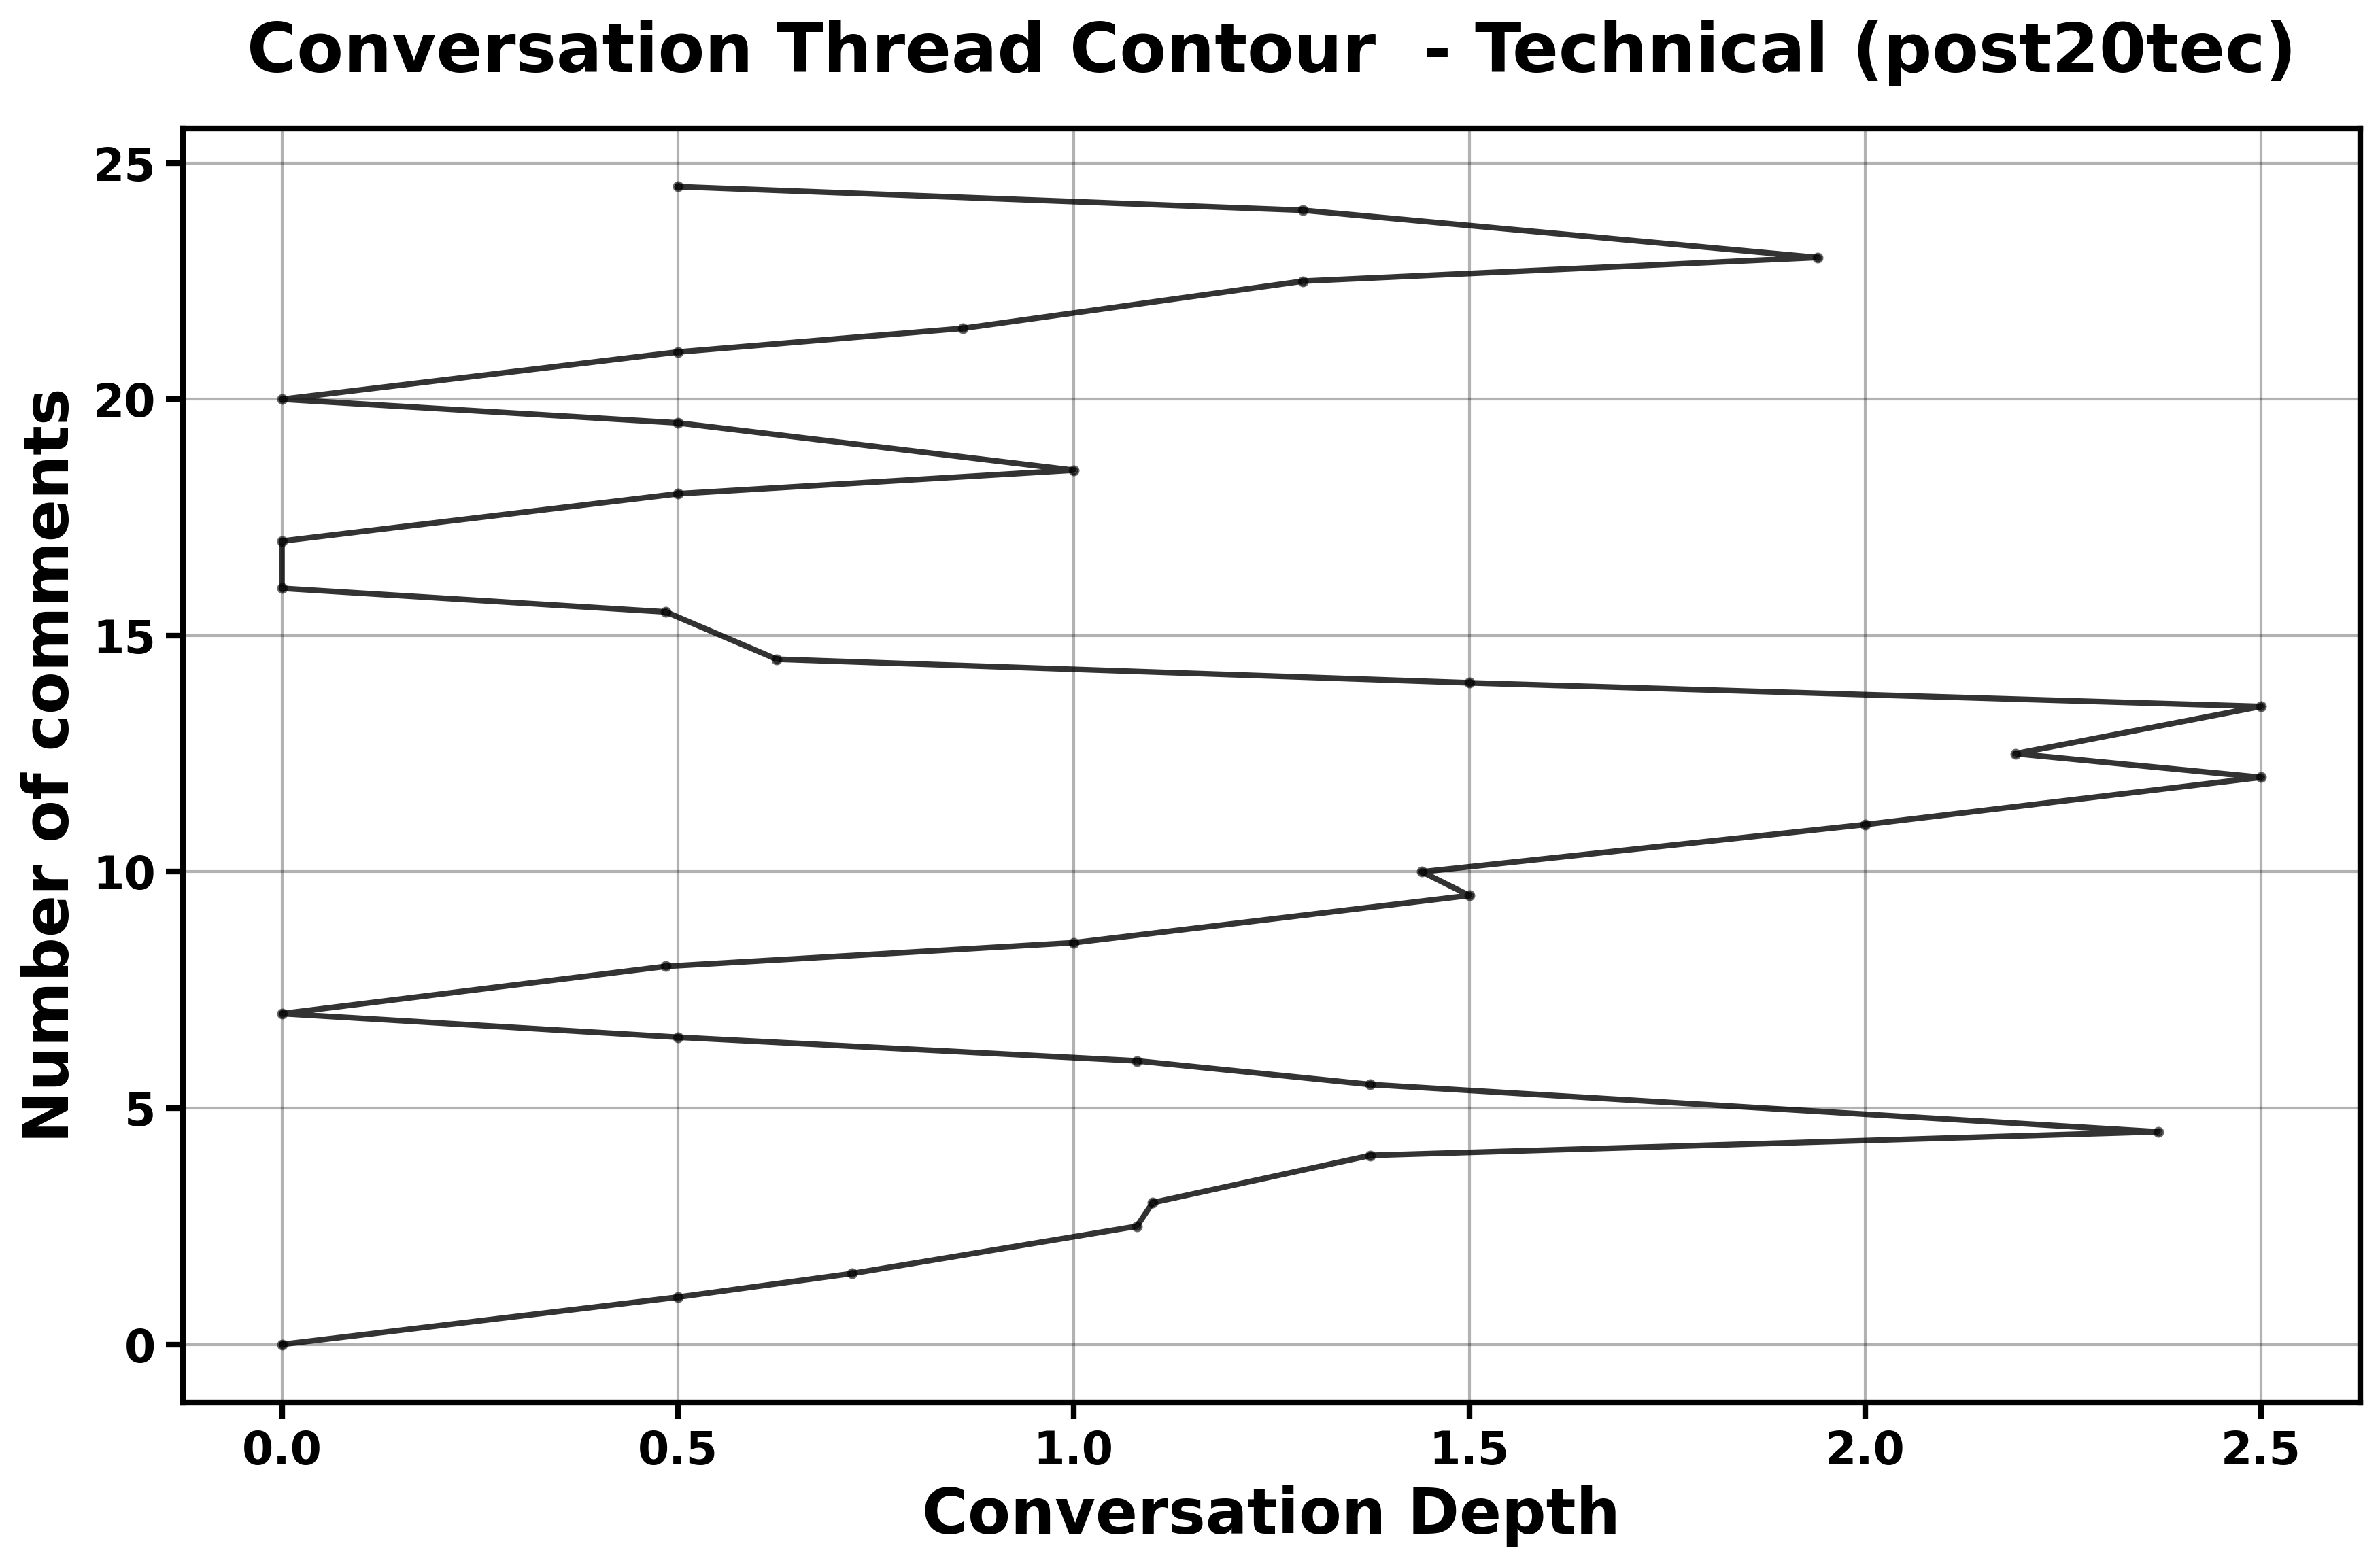 Conversation Thread Contour  - Technical (post20tec)
Number of comments
25
20
15
10
5
0
0.0 0.5 1.0 1.5 2.0 2.5
Conversation Depth